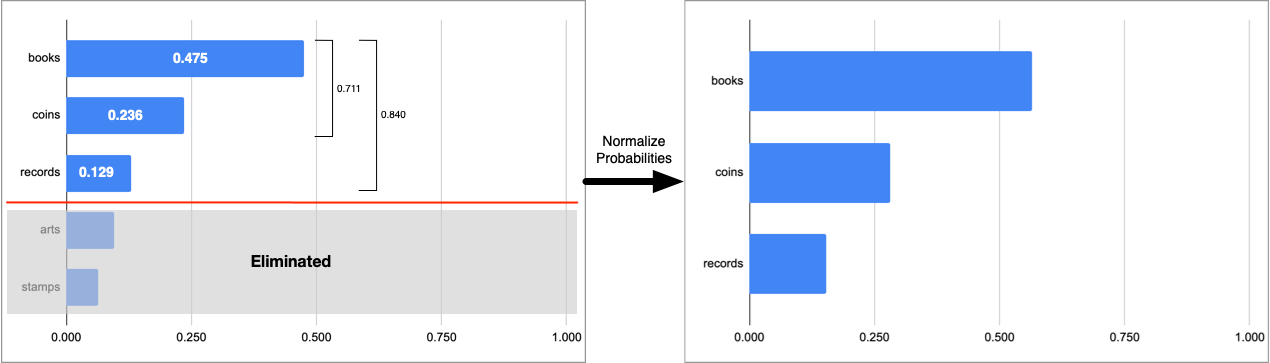 books
0.475
0.711
coins
0.236
0.840
records
0.129
arts
Eliminated
stamps
0.000 0.250 0.500 0.750 1.000
Normalize
Probabilities
books
coins
records
0.000 0.250 0.500 0.750 1.000